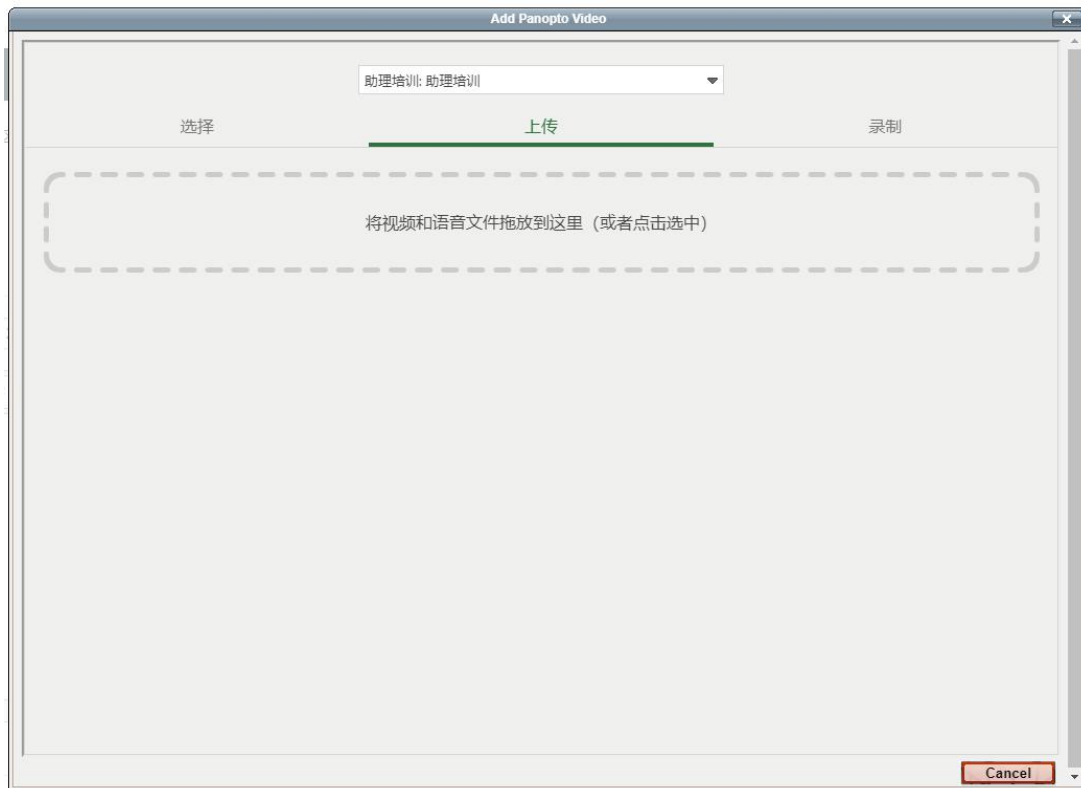 Add Panopto Video
助理培训: 助理培训
选择
上传
录制
将视频和语音文件拖放到这里（或者点击选中）
Cancel